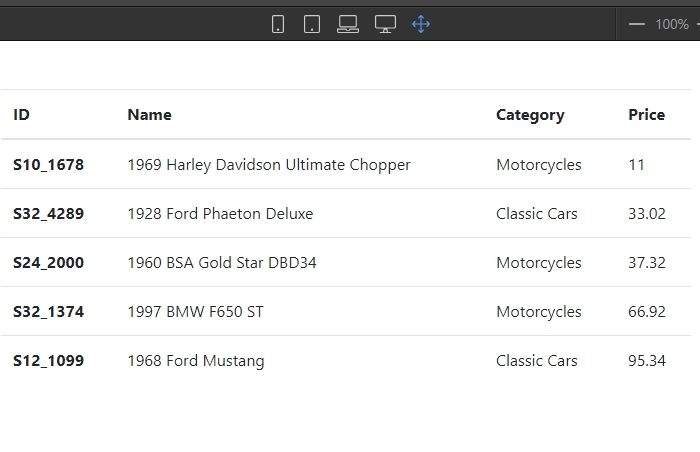 100%
ID Name Category Price
S10_1678 1969 Harley Davidson Ultimate Chopper Motorcycles 11
S32_4289 1928 Ford Phaeton Deluxe Classic Cars 33.02
S24_2000 1960 BSA Gold Star DBD34 Motorcycles 37.32
S32_1374 1997 BMW F650 ST Motorcycles 66.92
S12_1099 1968 Ford Mustang Classic Cars 95.34